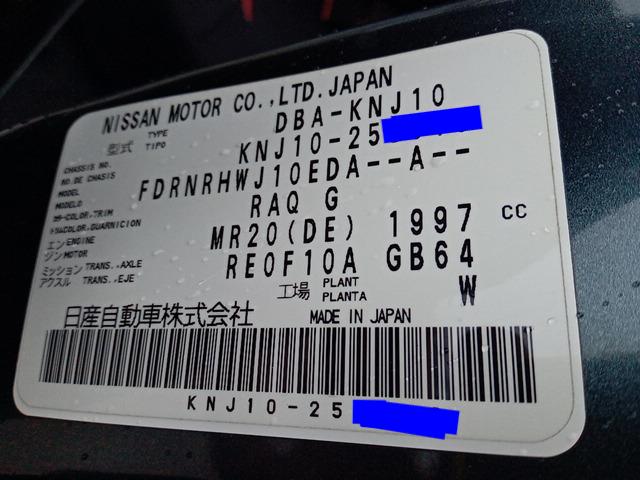 NISSAN MOTOR CO.,LTD.JAPAN
型式 TYPE TIPO DBA-KNJ10
CHASSIS NO. NO.DE CHASIS KNJ10-25
MODEL MODELO FDRNRHWJ10EDA--A--
COLOR,TRIM COLOR,GUARNICION RAQ G
エンジン ENGINE MOTOR MR20(DE) 1997 CC
ミッション アクスル TRANS.,AXLE TRANS.,EJE RE0F10A GB64
工場 PLANT PLANTA W
日産自動車株式会社 MADE IN JAPAN
KNJ10-25